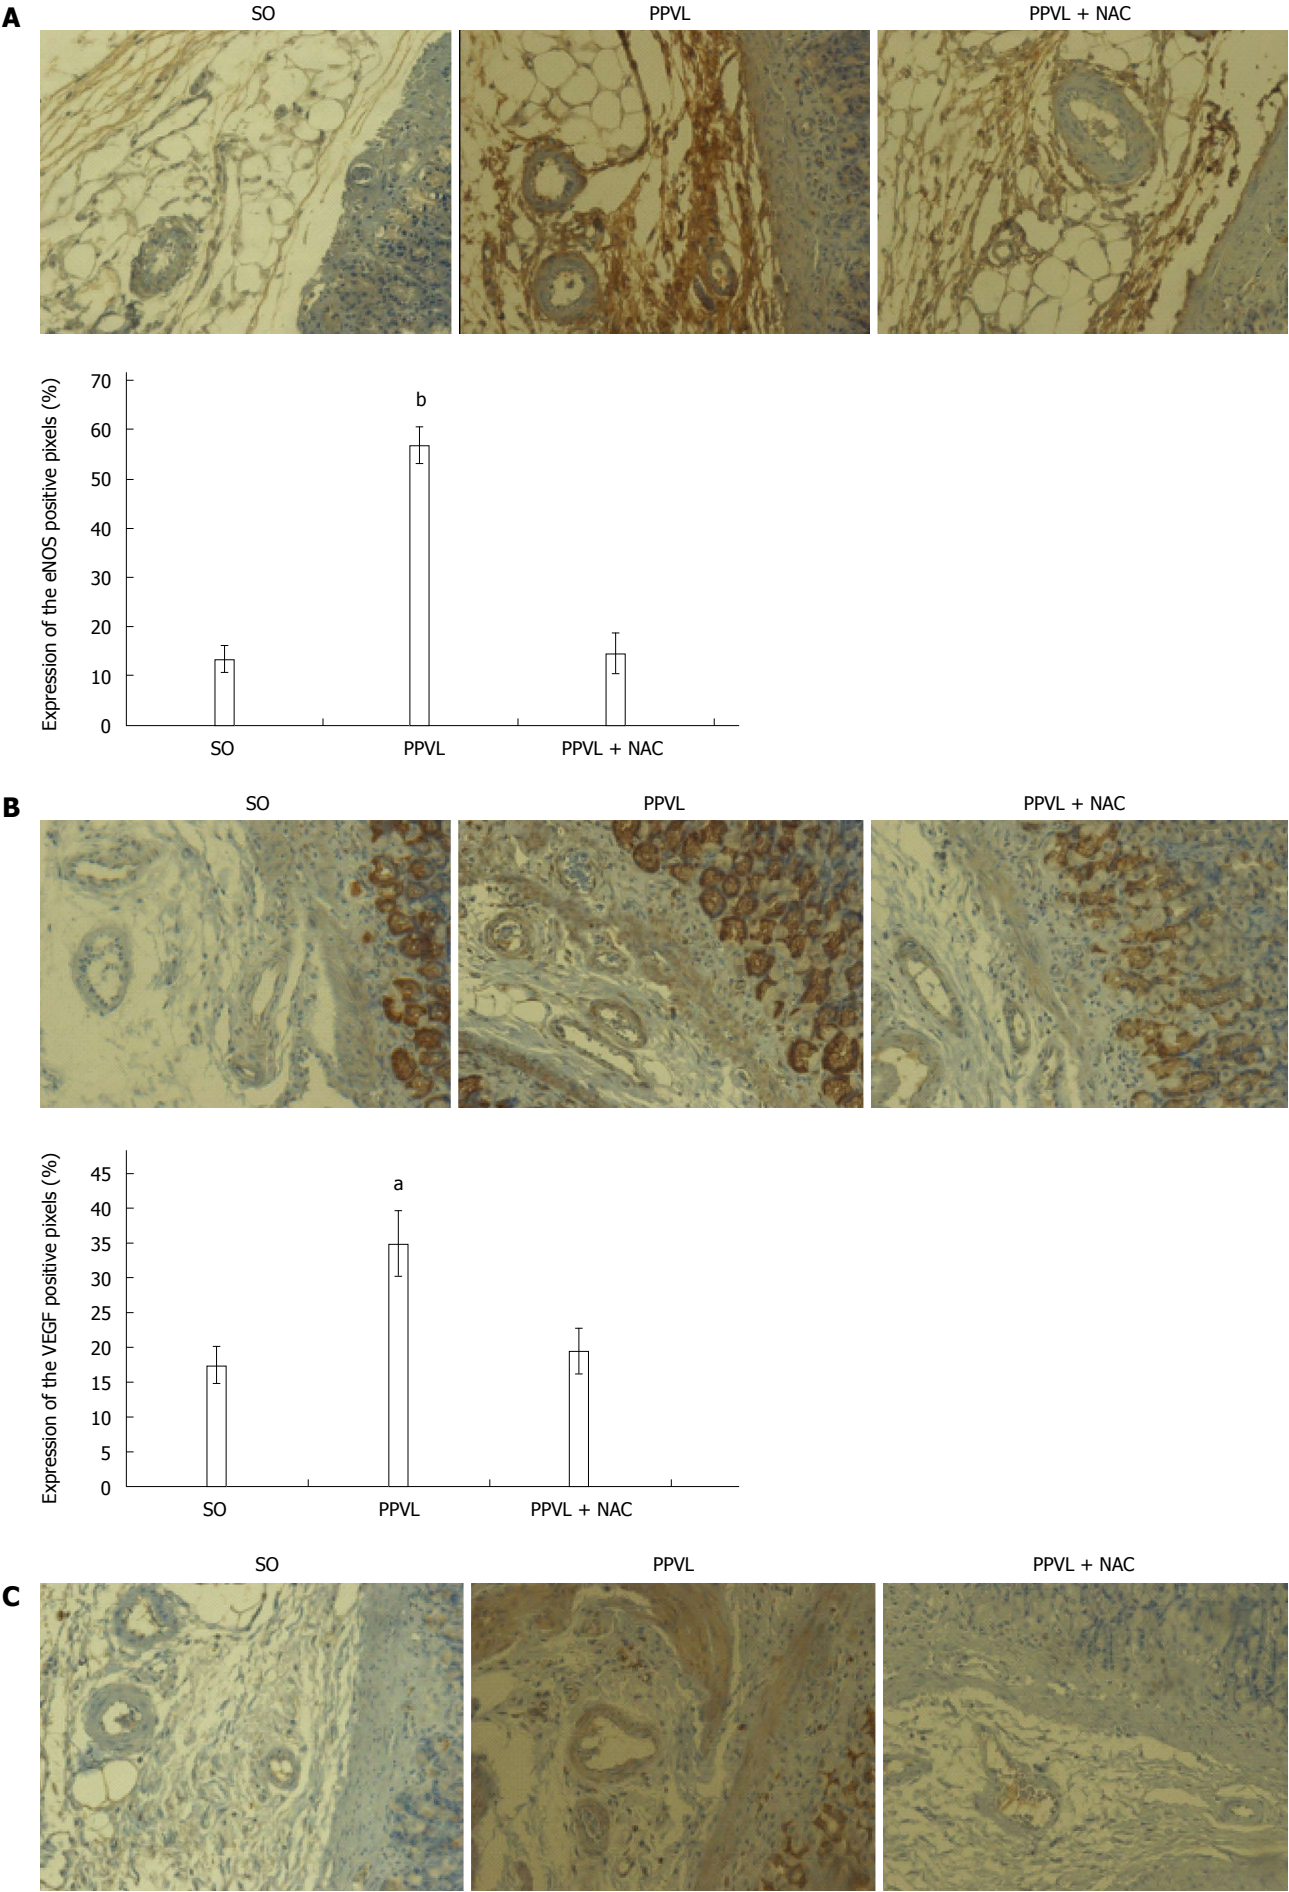 A
SO
PPVL
PPVL + NAC
Expression of the eNOS positive pixels (%)
70
60
50
40
30
20
10
0
b
SO
PPVL
PPVL + NAC
B
SO
PPVL
PPVL + NAC
Expression of the VEGF positive pixels (%)
45
40
35
30
25
20
15
10
5
0
a
SO
PPVL
PPVL + NAC
C
SO
PPVL
PPVL + NAC